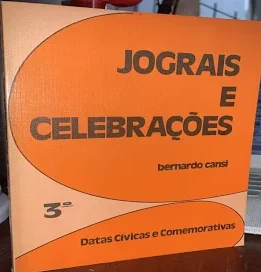 JOGRAIS
E
CELEBRAÇÕES
bernardo cansi
3º
Datas Cívicas e Comemorativas